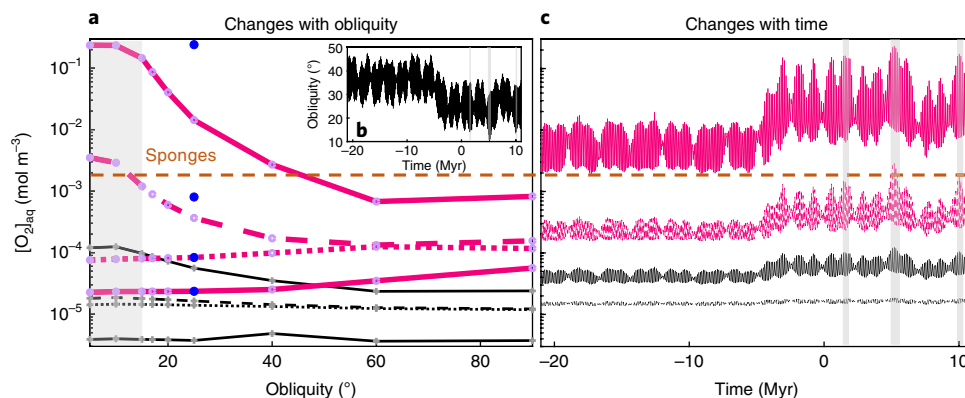 a
Changes with obliquity
c
Changes with time
10⁻¹
10⁻²
10⁻³
10⁻⁴
10⁻⁵
[O₂]aq (mol m⁻³)
Sponges
50
40
30
20
10
Obliquity (°)
b
−20
−10
0
10
Time (Myr)
20
40
60
80
Obliquity (°)
−20
−10
0
10
Time (Myr)